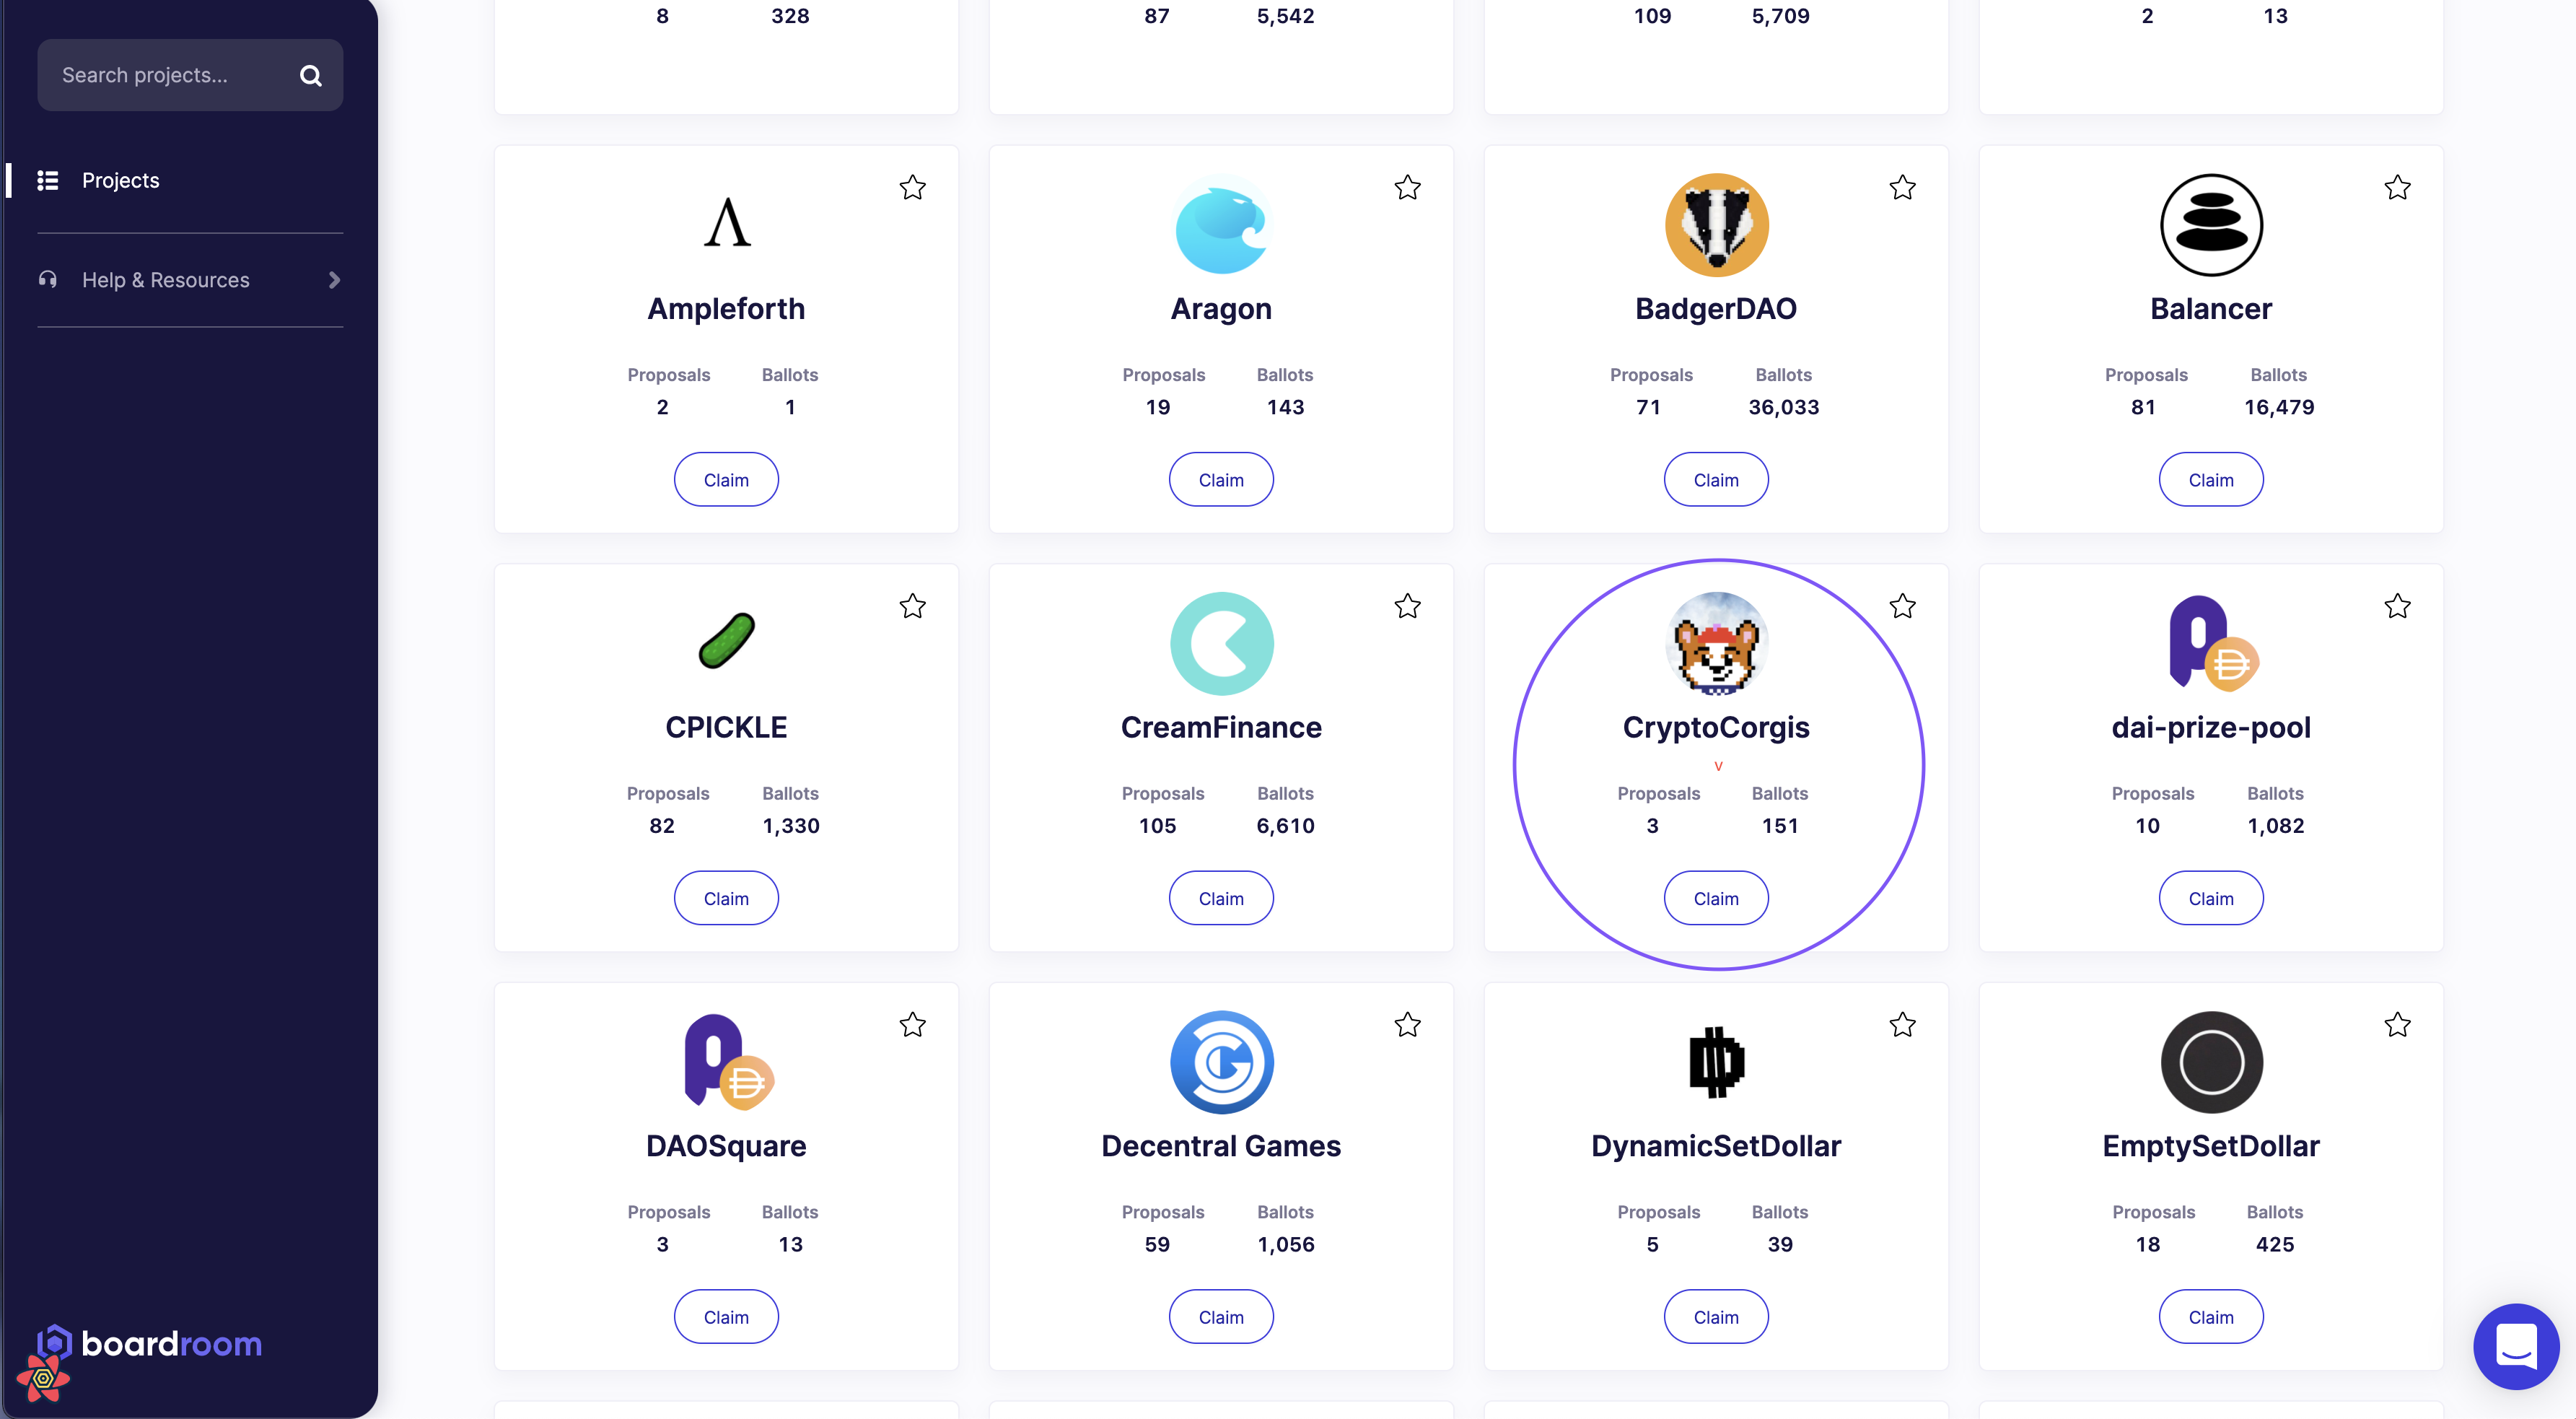 Search projects...
Projects
Help & Resources
boardroom
8 328
87 5,542
109 5,709
2 13
Ampleforth
Proposals Ballots
2 1
Claim
Aragon
Proposals Ballots
19 143
Claim
BadgerDAO
Proposals Ballots
71 36,033
Claim
Balancer
Proposals Ballots
81 16,479
Claim
CPICKLE
Proposals Ballots
82 1,330
Claim
CreamFinance
Proposals Ballots
105 6,610
Claim
CryptoCorgis
v
Proposals Ballots
3 151
Claim
dai-prize-pool
Proposals Ballots
10 1,082
Claim
DAOSquare
Proposals Ballots
3 13
Claim
Decentral Games
Proposals Ballots
59 1,056
Claim
DynamicSetDollar
Proposals Ballots
5 39
Claim
EmptySetDollar
Proposals Ballots
18 425
Claim